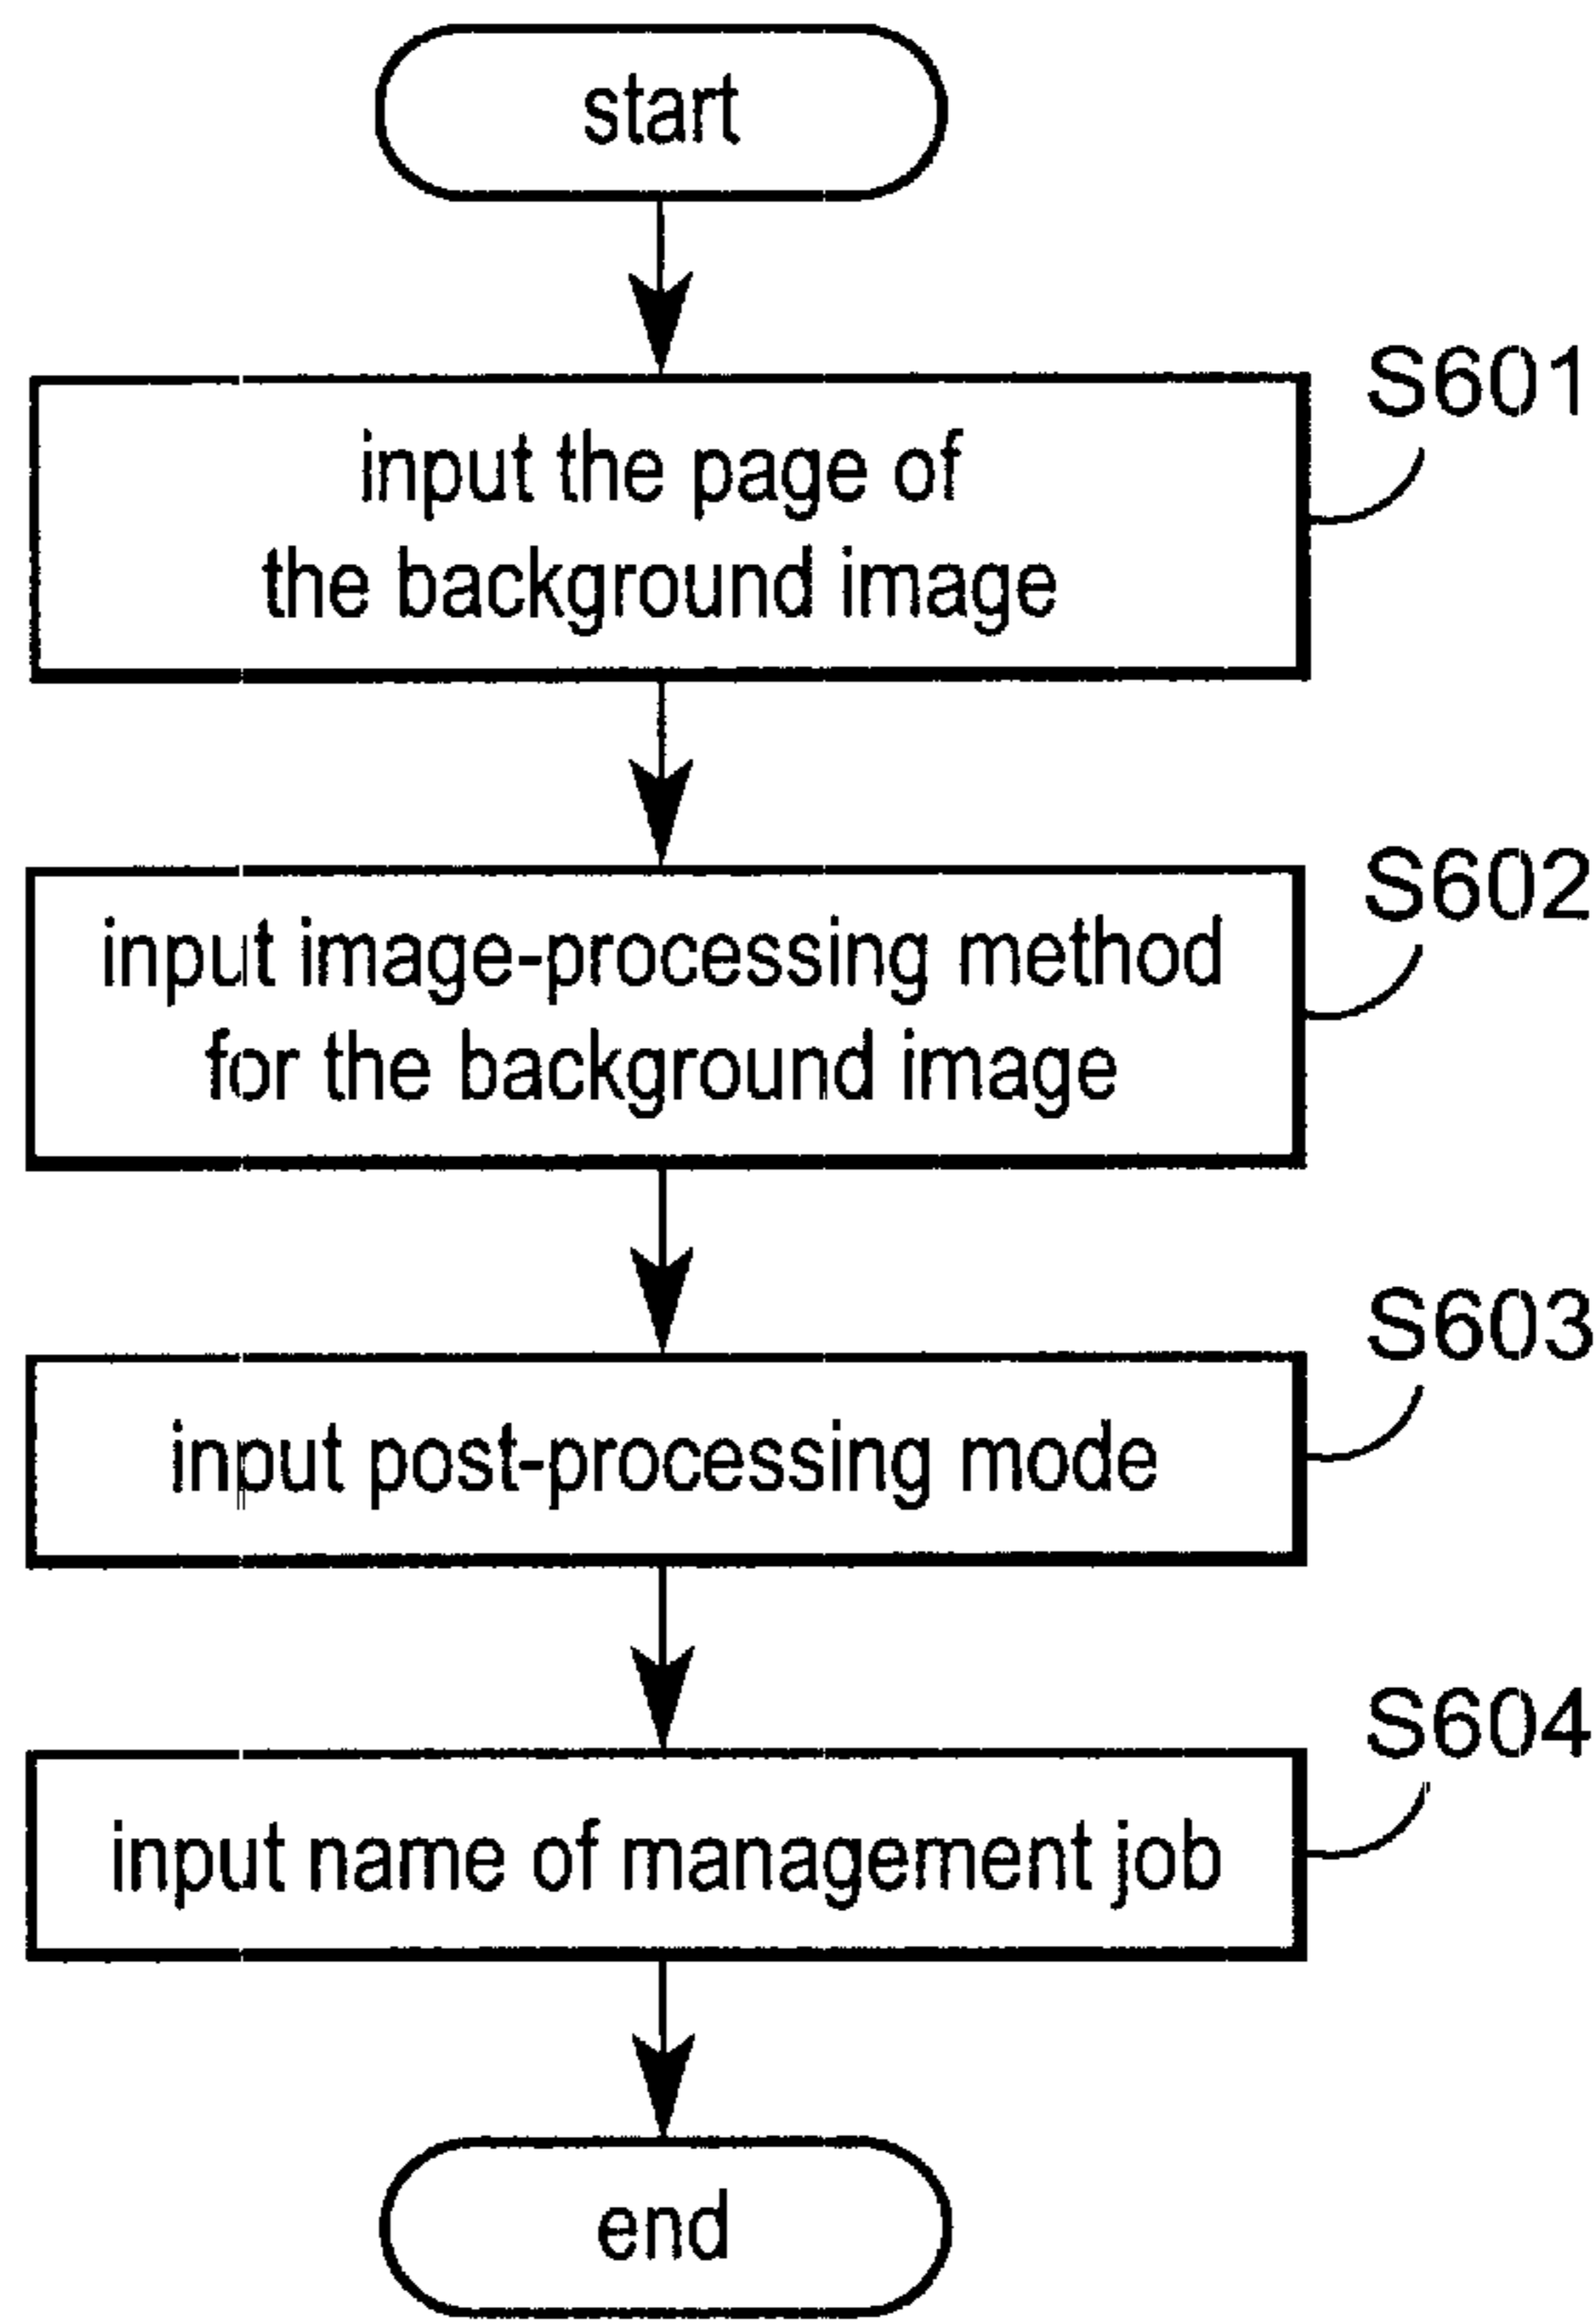 start
S601
input the page of
the background image
S602
input image-processing method
for the background image
S603
input post-processing mode
S604
input name of management job
end